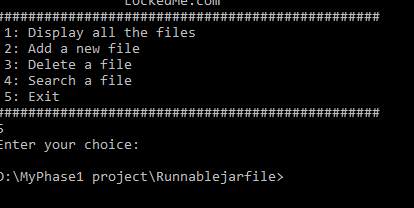 LockedMe.com
##################################################
1: Display all the files
2: Add a new file
3: Delete a file
4: Search a file
5: Exit
##################################################
5
Enter your choice:
D:\MyPhase1 project\Runnablejarfile>